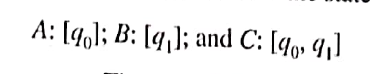 A: [q₀]; B: [q₁]; and C: [q₀, q₁]